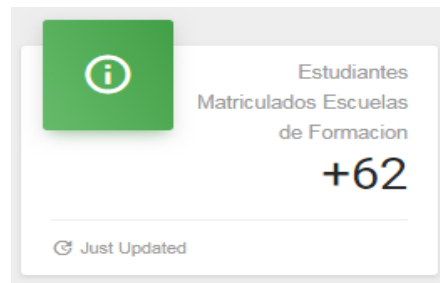 Estudiantes
Matriculados Escuelas
de Formacion
+62
Just Updated